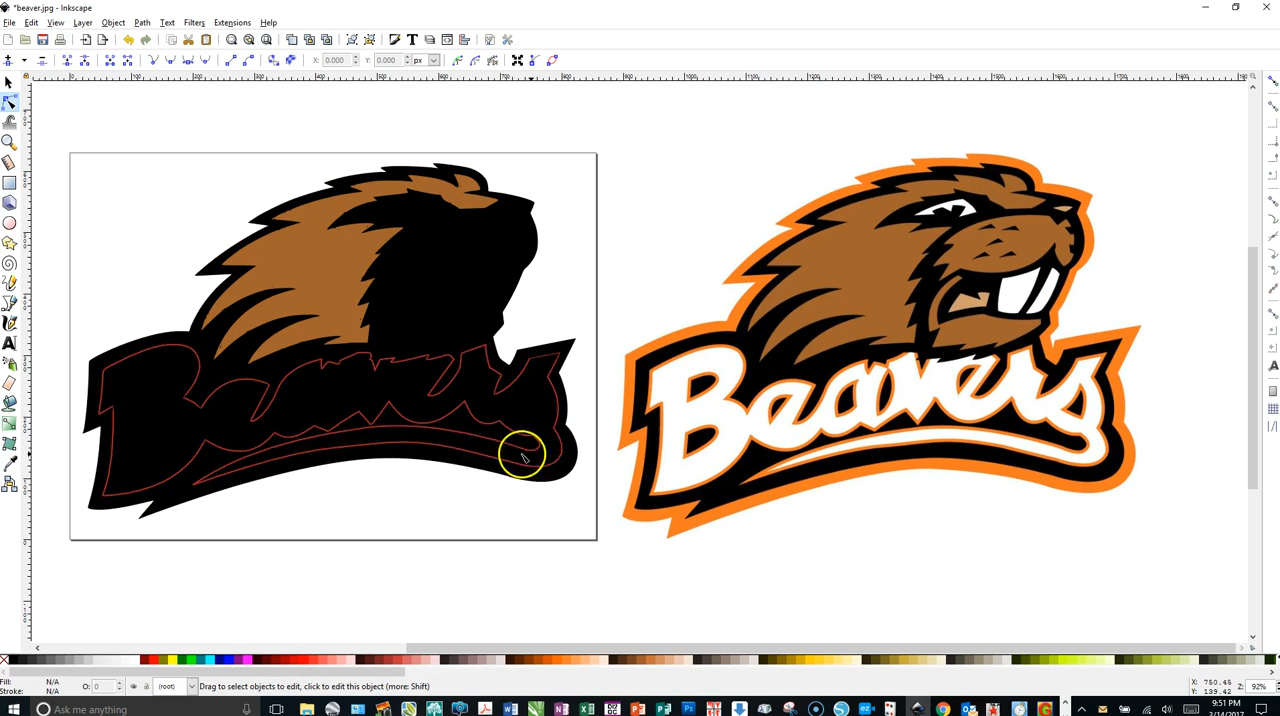 *beaver.jpg - Inkscape
File Edit View Layer Object Path Text Filters Extensions Help
X: 0.000 Y: 0.000 px
Beavers
Fill: N/A
Stroke: N/A
O: 0
(root)
Drag to select objects to edit, click to edit this object (more: Shift)
X: 750.45
Y: 139.42
Z: 92%
Ask me anything
9:51 PM
2/14/2017